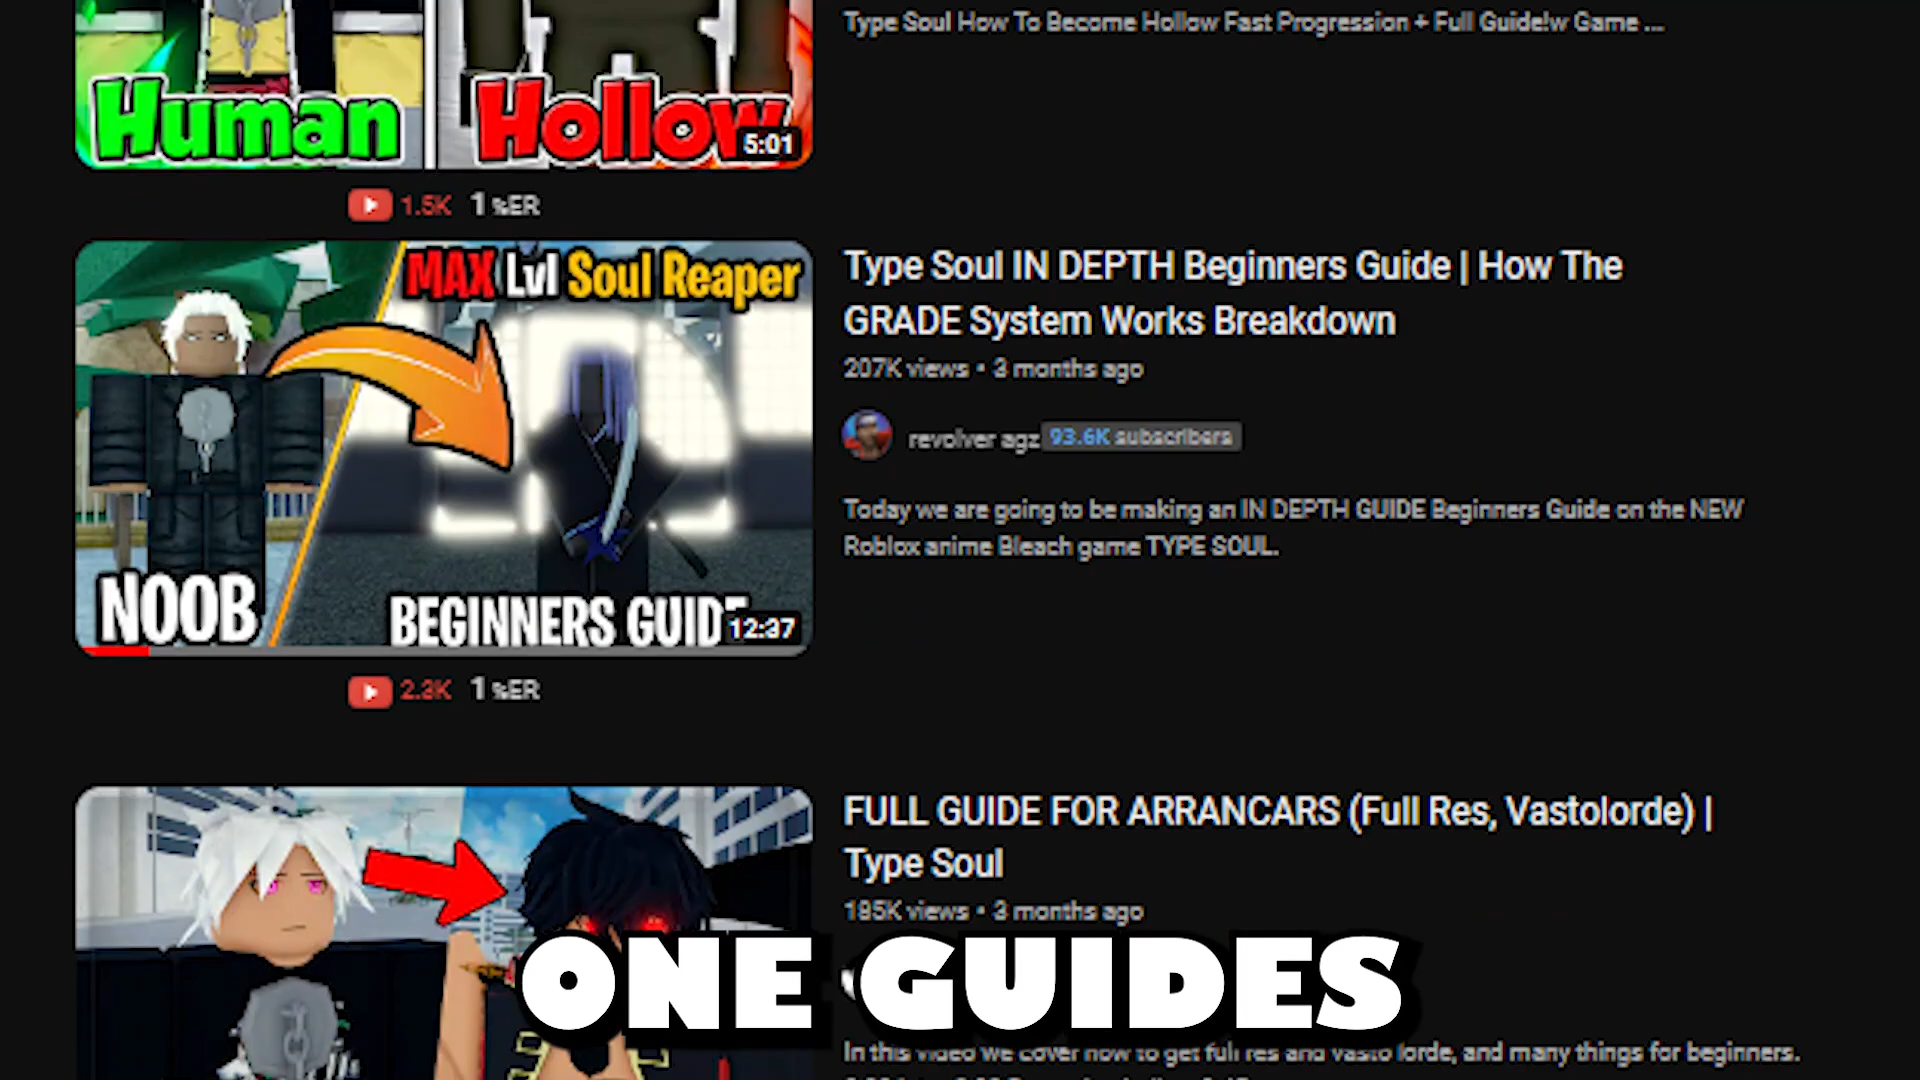 Type Soul How To Become Hollow Fast Progression + Full Guide!w Game ...
Human
Hollow
5:01
1.5K 1 %ER
MAX Lvl Soul Reaper
NOOB
BEGINNERS GUID
12:37
2.3K 1 %ER
Type Soul IN DEPTH Beginners Guide | How The
GRADE System Works Breakdown
207K views • 3 months ago
revolver agz 93.6K subscribers
Today we are going to be making an IN DEPTH GUIDE Beginners Guide on the NEW
Roblox anime Bleach game TYPE SOUL.
FULL GUIDE FOR ARRANCARS (Full Res, Vastolorde) |
Type Soul
195K views • 3 months ago
ONE GUIDES
In this video we cover how to get full res and vasto lorde, and many things for beginners.